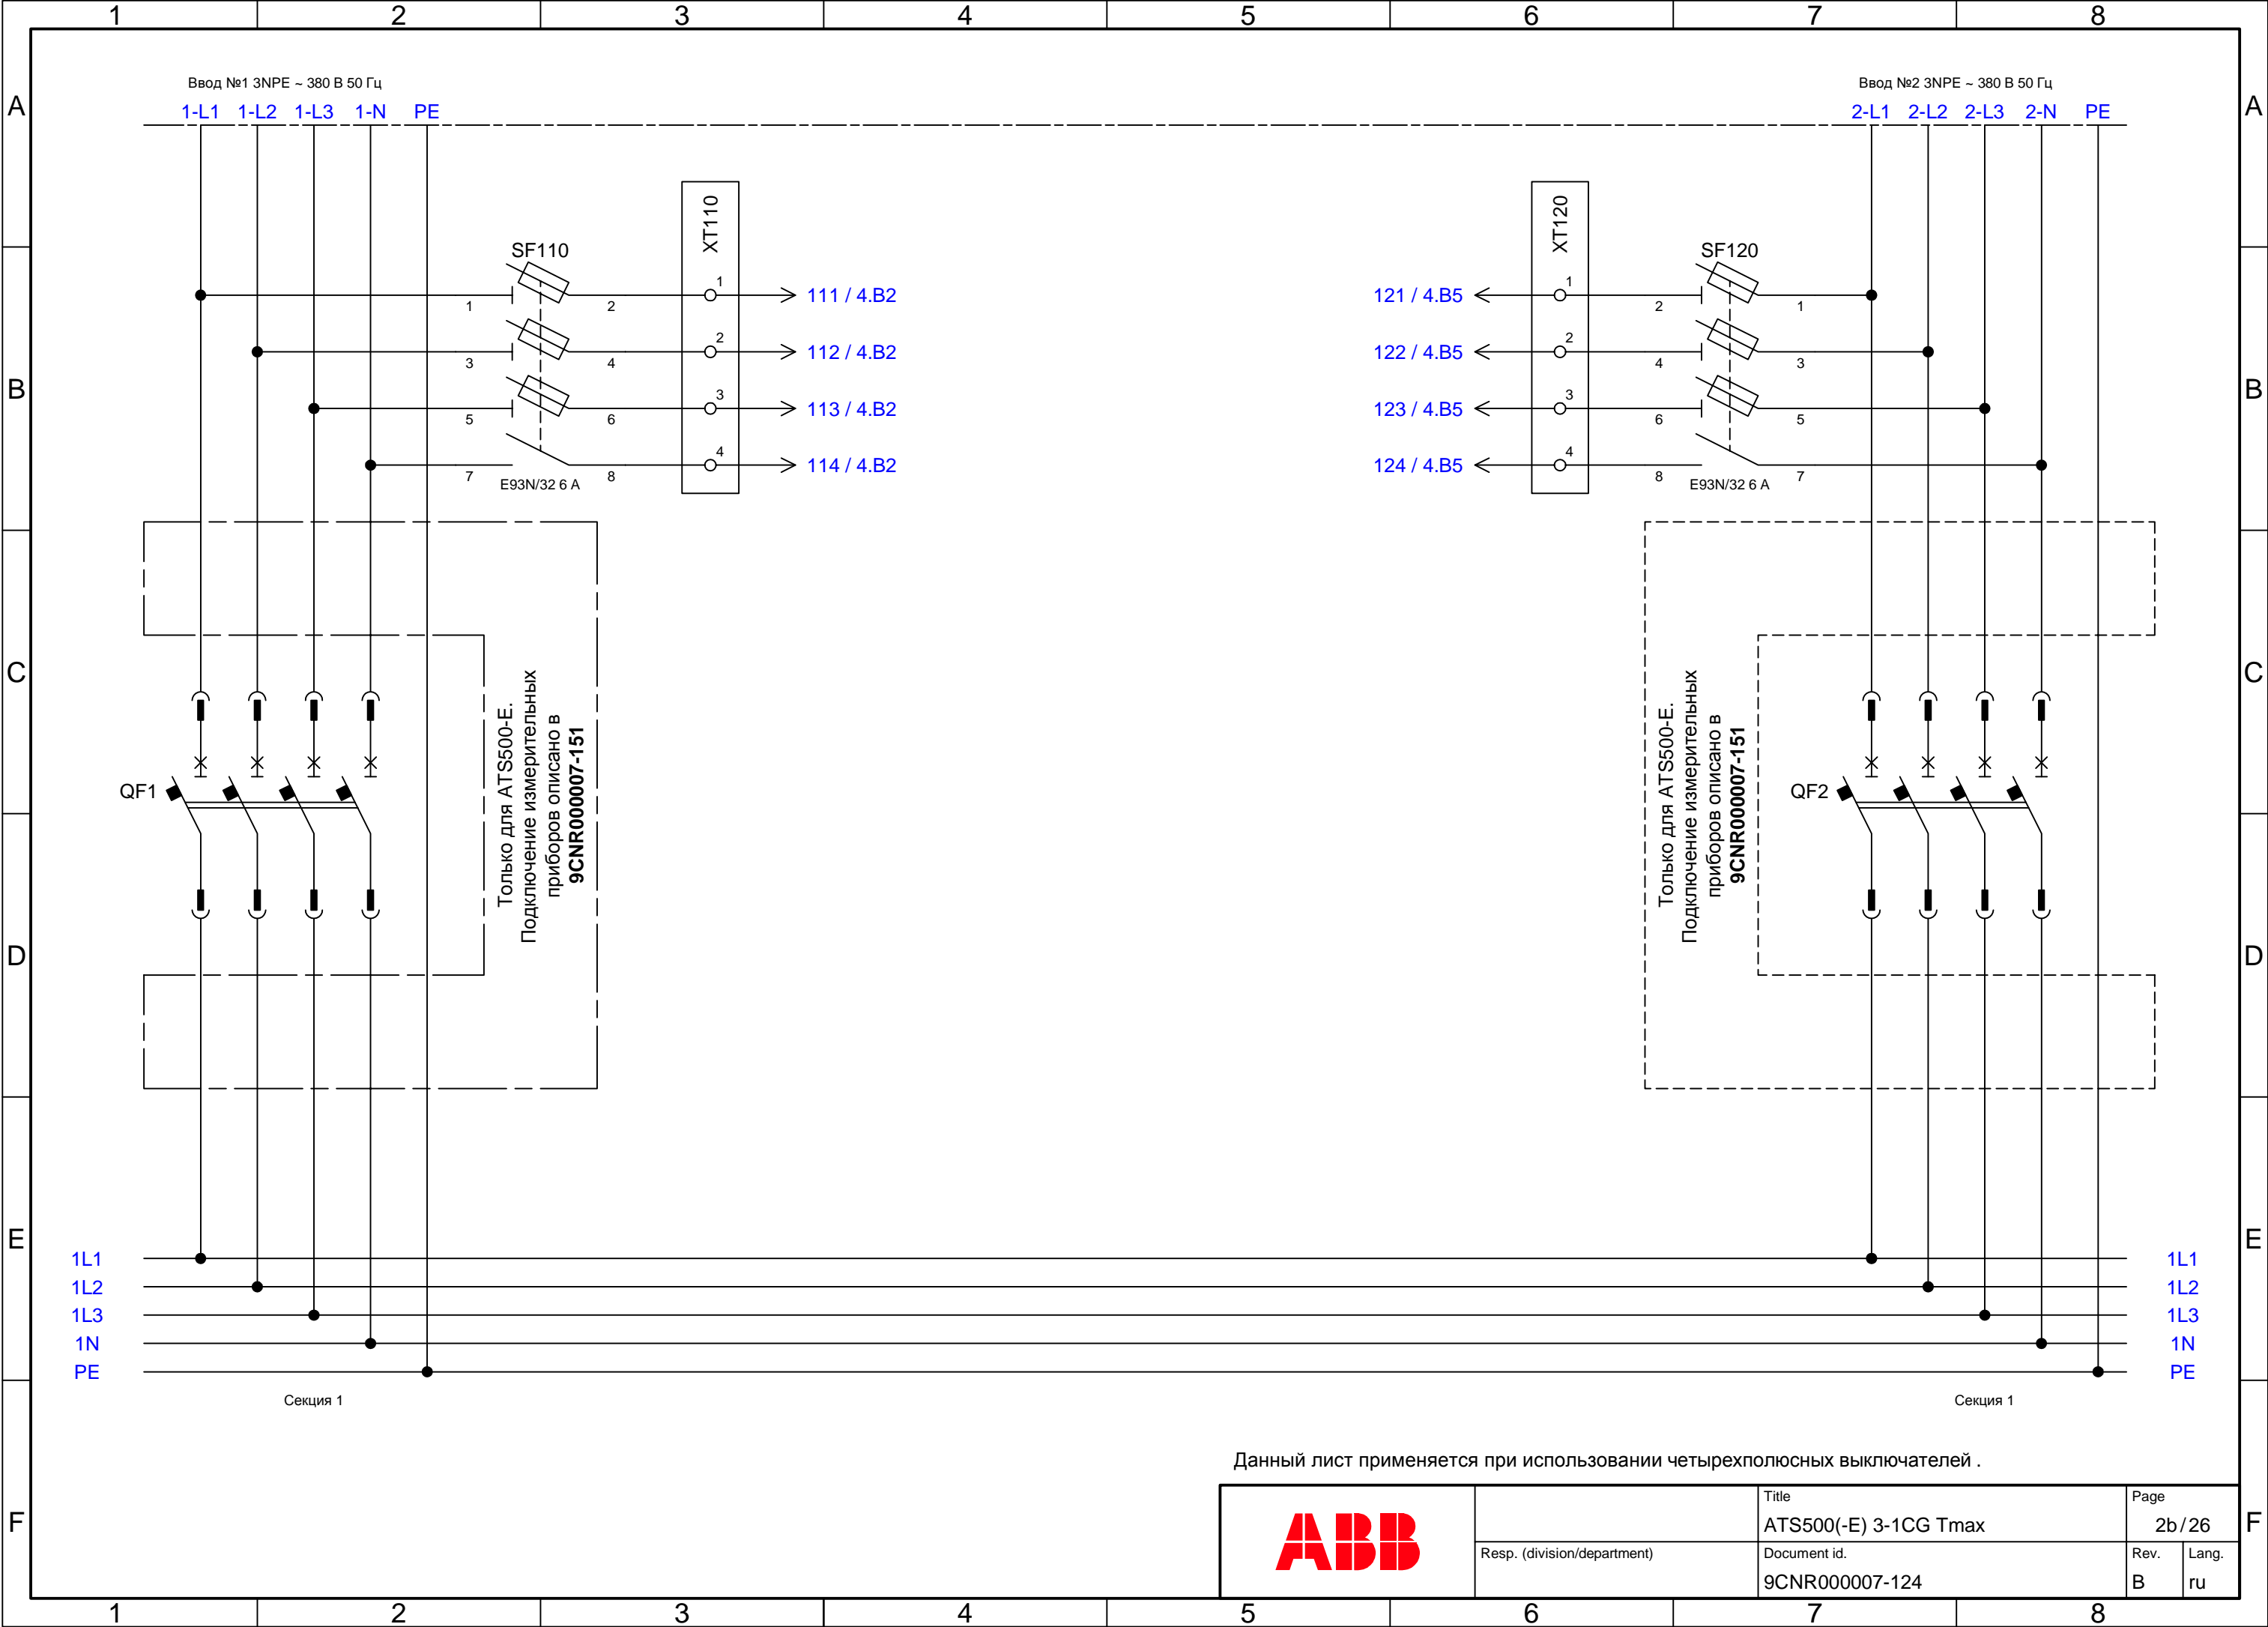 1 2 3 4 5 6 7 8
Ввод №1 3NPE ~ 380 В 50 Гц
Ввод №2 3NPE ~ 380 В 50 Гц
A
1-L1 1-L2 1-L3 1-N PE
2-L1 2-L2 2-L3 2-N PE
A
XT110
XT120
SF110
SF120
1 2 1 111 / 4.B2
121 / 4.B5 1 2 1
3 4 2 112 / 4.B2
122 / 4.B5 2 4 3
B
5 6 3 113 / 4.B2
123 / 4.B5 3 6 5
B
7 8 4 114 / 4.B2
124 / 4.B5 4 8 7
E93N/32 6 A
E93N/32 6 A
C
Только для ATS500-E.
Подключение измерительных
приборов описано в
9CNR000007-151
Только для ATS500-E.
Подключение измерительных
приборов описано в
9CNR000007-151
C
QF1
QF2
D
D
E
E
1L1
1L1
1L2
1L2
1L3
1L3
1N
1N
PE
PE
Секция 1
Секция 1
Данный лист применяется при использовании четырехполюсных выключателей .
F
ABB
Title
ATS500(-E) 3-1CG Tmax
Page
2b/26
F
Resp. (division/department)
Document id.
9CNR000007-124
Rev.
B
Lang.
ru
1 2 3 4 5 6 7 8